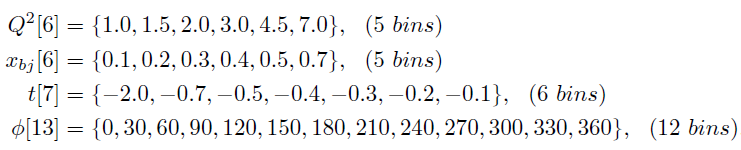 Q²[6] = {1.0, 1.5, 2.0, 3.0, 4.5, 7.0}, (5 bins)
x_{bj}[6] = {0.1, 0.2, 0.3, 0.4, 0.5, 0.7}, (5 bins)
t[7] = {−2.0, −0.7, −0.5, −0.4, −0.3, −0.2, −0.1}, (6 bins)
ϕ[13] = {0, 30, 60, 90, 120, 150, 180, 210, 240, 270, 300, 330, 360}, (12 bins)